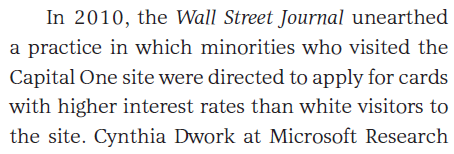 In 2010, the Wall Street Journal unearthed
a practice in which minorities who visited the
Capital One site were directed to apply for cards
with higher interest rates than white visitors to
the site. Cynthia Dwork at Microsoft Research